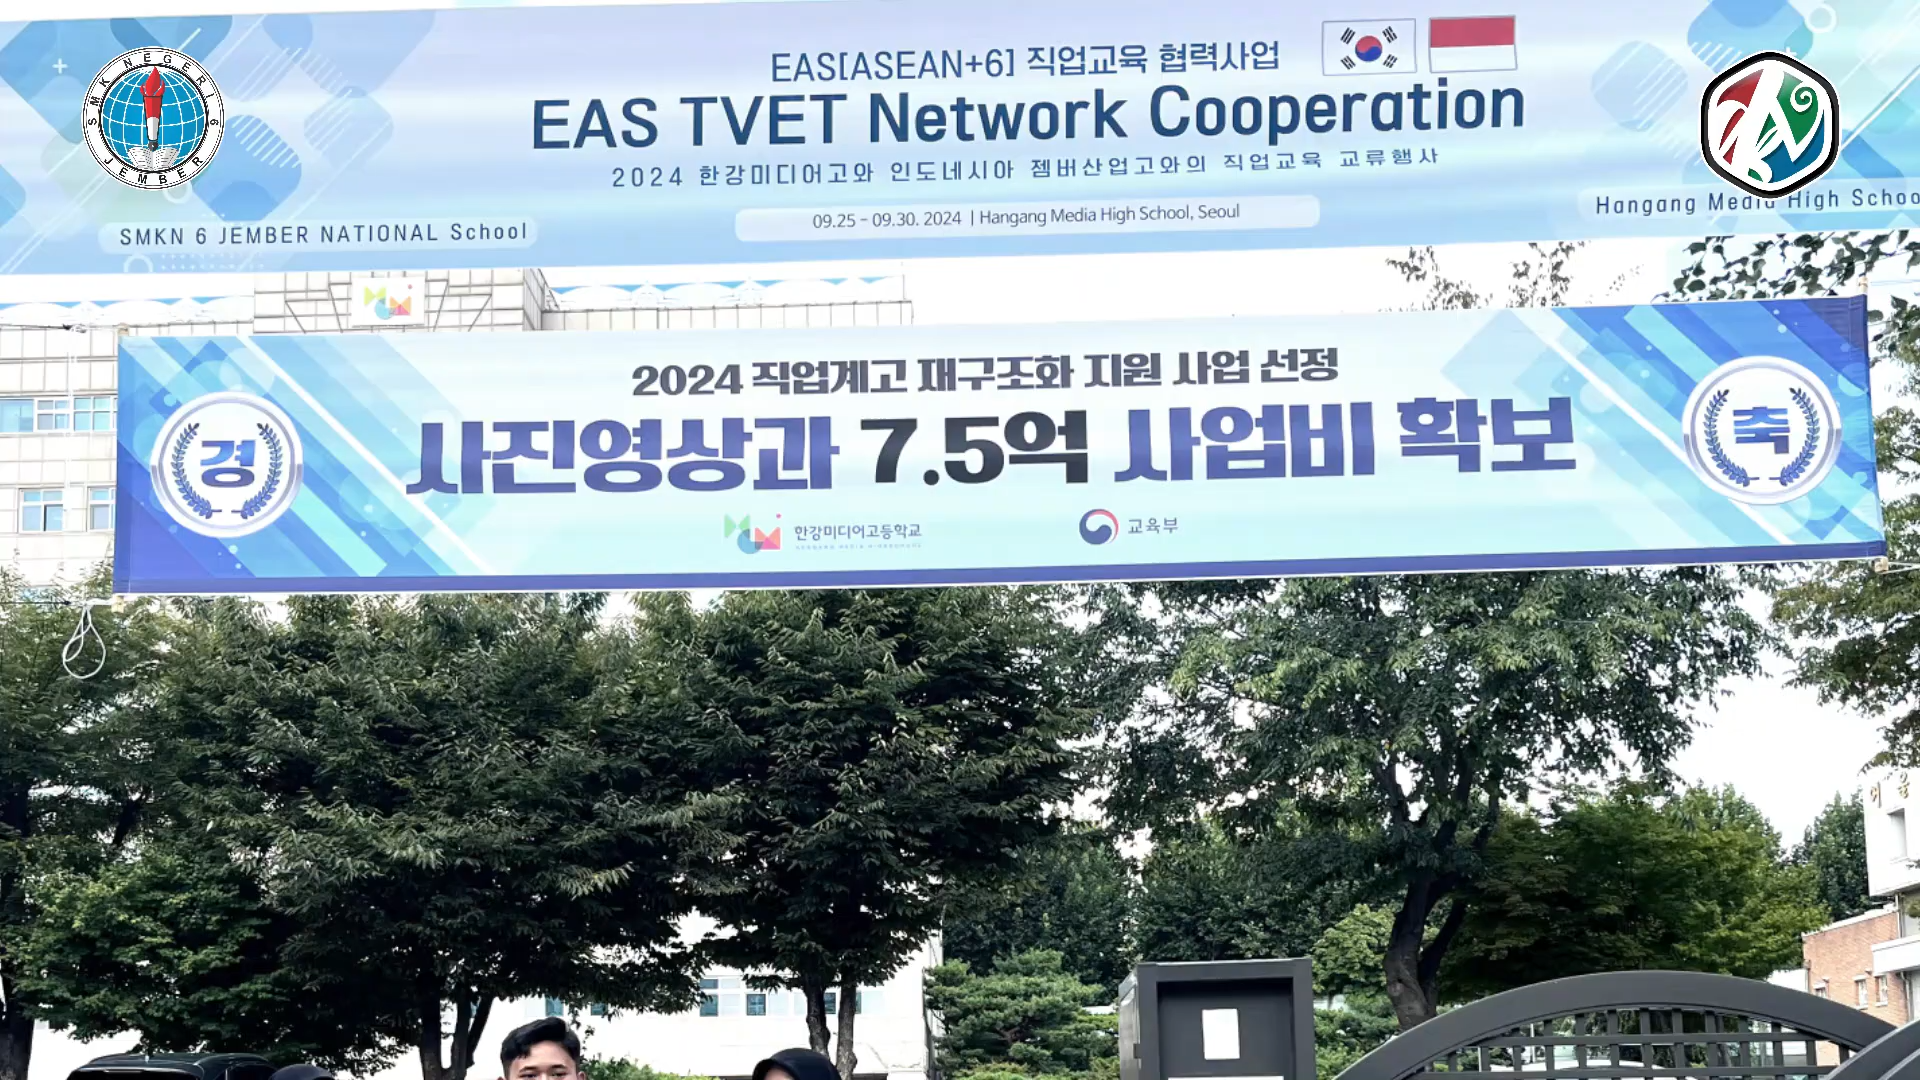 SMK NEGERI 6
JEMBER
EAS[ASEAN+6] 직업교육 협력사업
EAS TVET Network Cooperation
2024 한강미디어고와 인도네시아 젬버산업고와의 직업교육 교류행사
09.25 - 09.30. 2024 | Hangang Media High School, Seoul
SMKN 6 JEMBER NATIONAL School
Hangang Media High Schoo
2024 직업계고 재구조화 지원 사업 선정
경
사진영상과 7.5억 사업비 확보
축
한강미디어고등학교
교육부